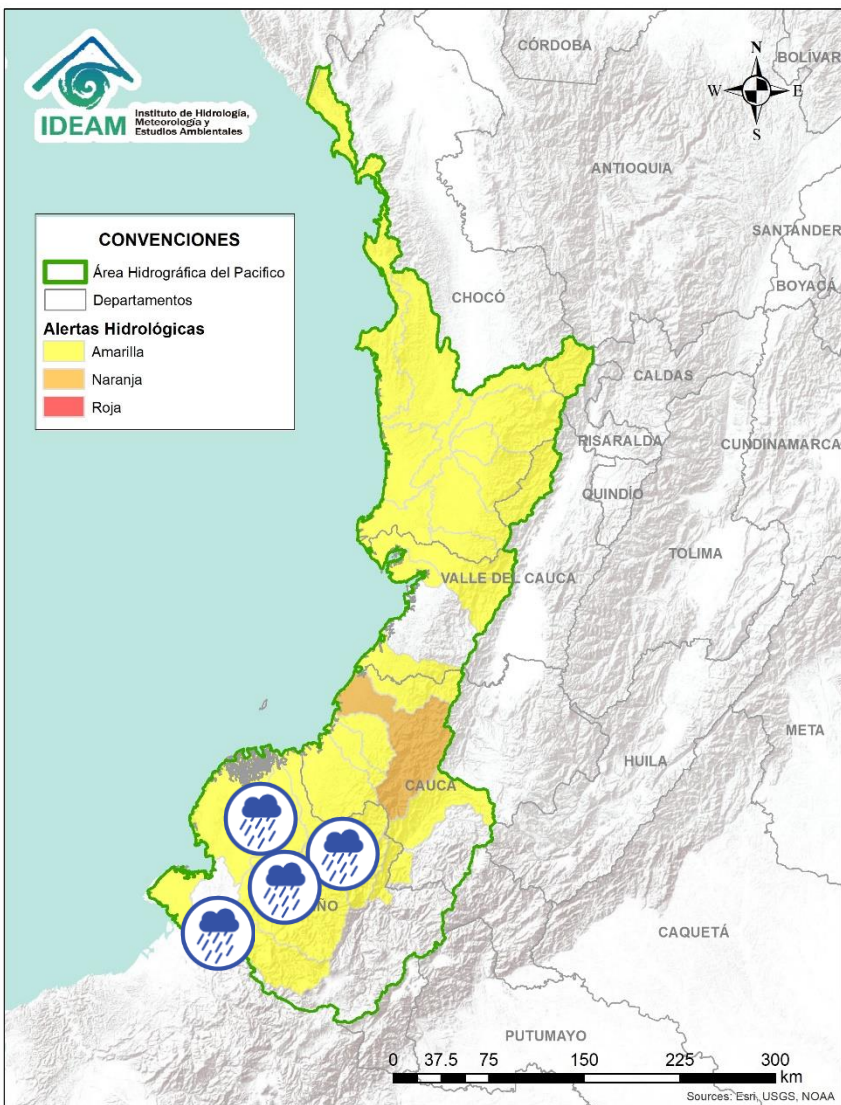 IDEAM
Instituto de Hidrología,
Meteorología y
Estudios Ambientales
CÓRDOBA
BOLÍVAR
N
W
E
S
ANTIOQUIA
SANTANDER
BOYACÁ
CONVENCIONES
Área Hidrográfica del Pacifico
Departamentos
Alertas Hidrológicas
Amarilla
Naranja
Roja
CHOCÓ
CALDAS
RISARALDA
CUNDINAMARCA
QUINDÍO
TOLIMA
VALLE DEL CAUCA
META
HUILA
CAUCA
ÑO
CAQUETÁ
PUTUMAYO
0 37.5 75 150 225 300
km
Sources: Esri, USGS, NOAA